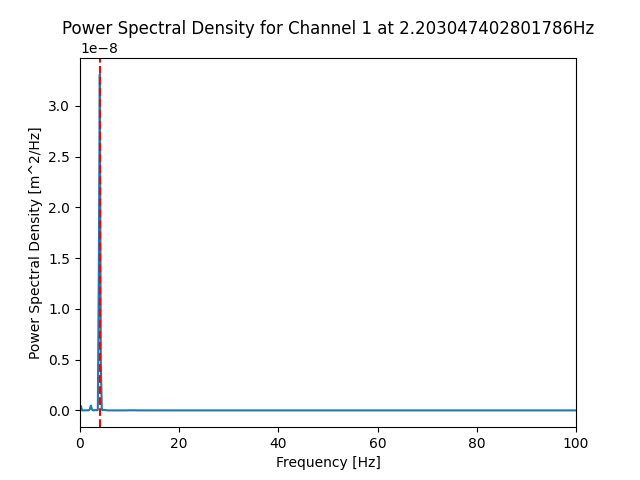 Power Spectral Density for Channel 1 at 2.203047402801786Hz
1e−8
3.0
2.5
2.0
1.5
1.0
0.5
0.0
Power Spectral Density [m^2/Hz]
0 20 40 60 80 100
Frequency [Hz]